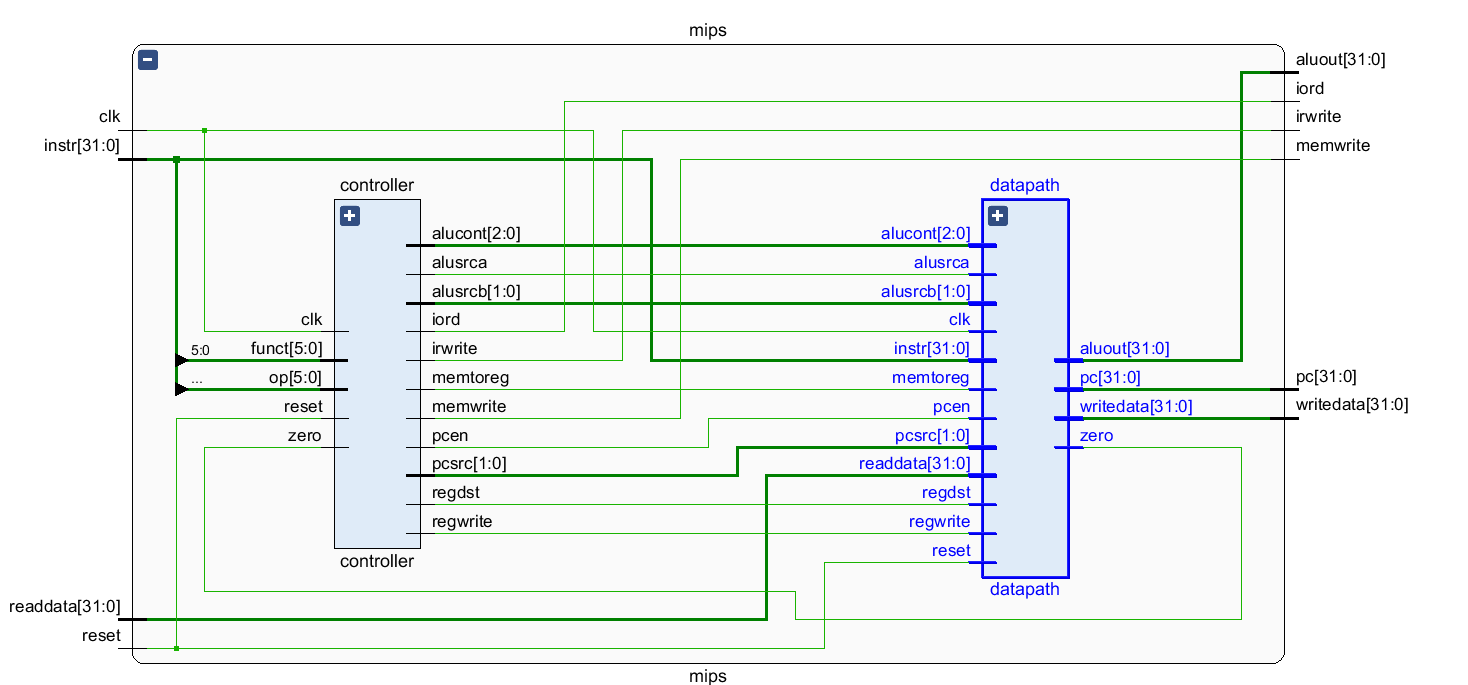 mips
aluout[31:0]
iord
clk
irwrite
instr[31:0]
memwrite
controller
datapath
alucont[2:0]
alucont[2:0]
alusrca
alusrca
alusrcb[1:0]
alusrcb[1:0]
clk
iord
clk
5:0
funct[5:0]
irwrite
instr[31:0]
aluout[31:0]
...
op[5:0]
memtoreg
memtoreg
pc[31:0]
pc[31:0]
reset
memwrite
pcen
writedata[31:0]
writedata[31:0]
zero
pcen
pcsrc[1:0]
zero
pcsrc[1:0]
readdata[31:0]
regdst
regdst
regwrite
regwrite
reset
controller
datapath
readdata[31:0]
reset
mips